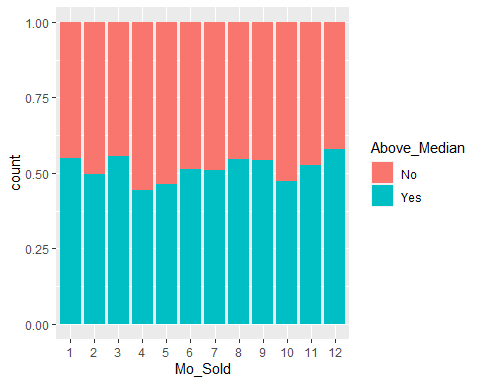 1.00
0.75
0.50
0.25
0.00
count
1 2 3 4 5 6 7 8 9 10 11 12
Mo_Sold
Above_Median
No
Yes